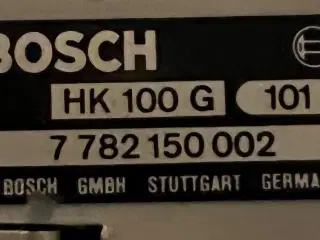 BOSCH
HK 100 G 101
7 782 150 002
BOSCH GMBH STUTTGART GERMA